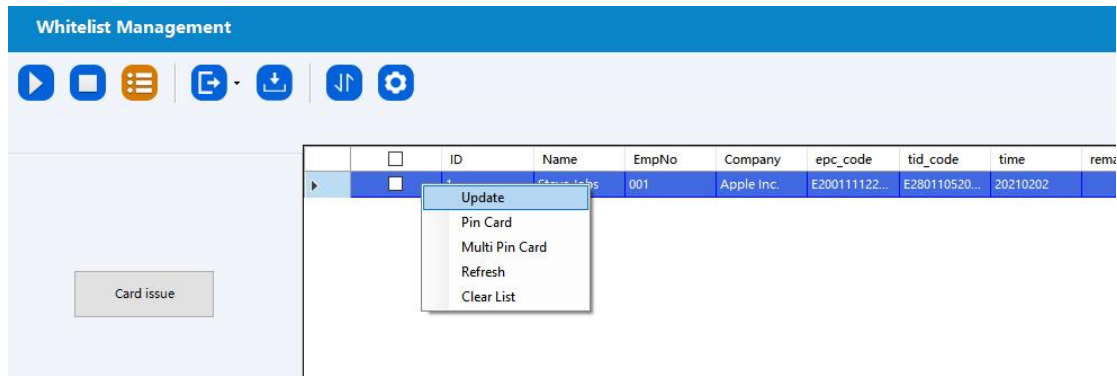 Whitelist Management
ID Name EmpNo Company epc_code tid_code time
001 Apple Inc. E200111122... E280110520... 20210202
Update
Pin Card
Multi Pin Card
Refresh
Clear List
Card issue